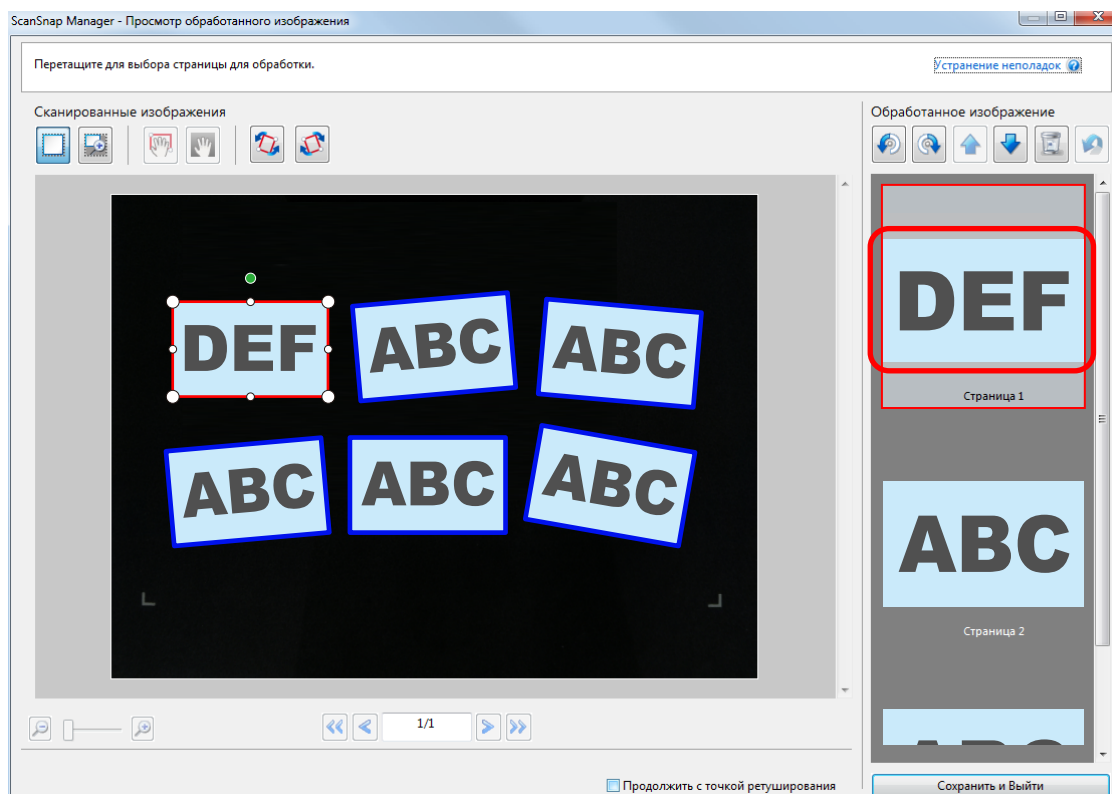 ScanSnap Manager - Просмотр обработанного изображения
Перетащите для выбора страницы для обработки.
Устранение неполадок
Сканированные изображения
Обработанное изображение
DEF ABC ABC
ABC ABC ABC
1/1
Продолжить с точкой ретуширования
DEF
Страница 1
ABC
Страница 2
ABC
Сохранить и Выйти